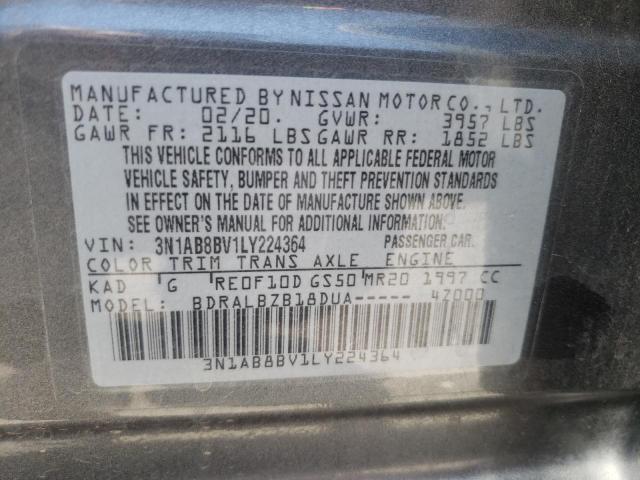 MANUFACTURED BY NISSAN MOTOR CO., LTD.
DATE: 02/20. GVWR: 3957 LBS
GAWR FR: 2116 LBS GAWR RR: 1852 LBS
THIS VEHICLE CONFORMS TO ALL APPLICABLE FEDERAL MOTOR
VEHICLE SAFETY, BUMPER AND THEFT PREVENTION STANDARDS
IN EFFECT ON THE DATE OF MANUFACTURE SHOWN ABOVE.
SEE OWNER'S MANUAL FOR ADDITIONAL INFORMATION.
VIN: 3N1AB8BV1LY224364 PASSENGER CAR.
COLOR TRIM TRANS AXLE ENGINE
KAD G RE0F10D GS50 MR20 1997 CC
MODEL: BDRALBZB18DUA----- 4Z000
3N1AB8BV1LY224364